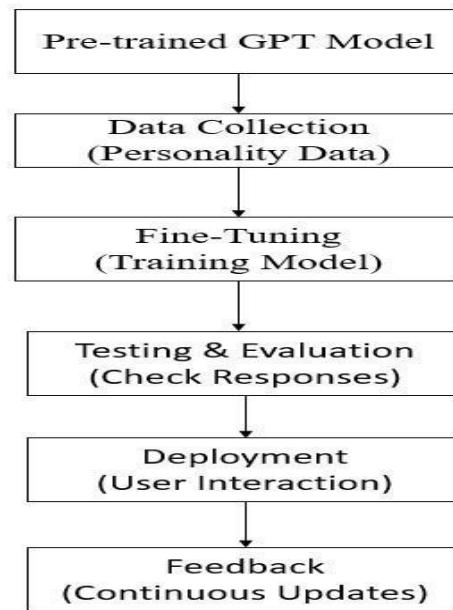 Pre-trained GPT Model
Data Collection
(Personality Data)
Fine-Tuning
(Training Model)
Testing & Evaluation
(Check Responses)
Deployment
(User Interaction)
Feedback
(Continuous Updates)